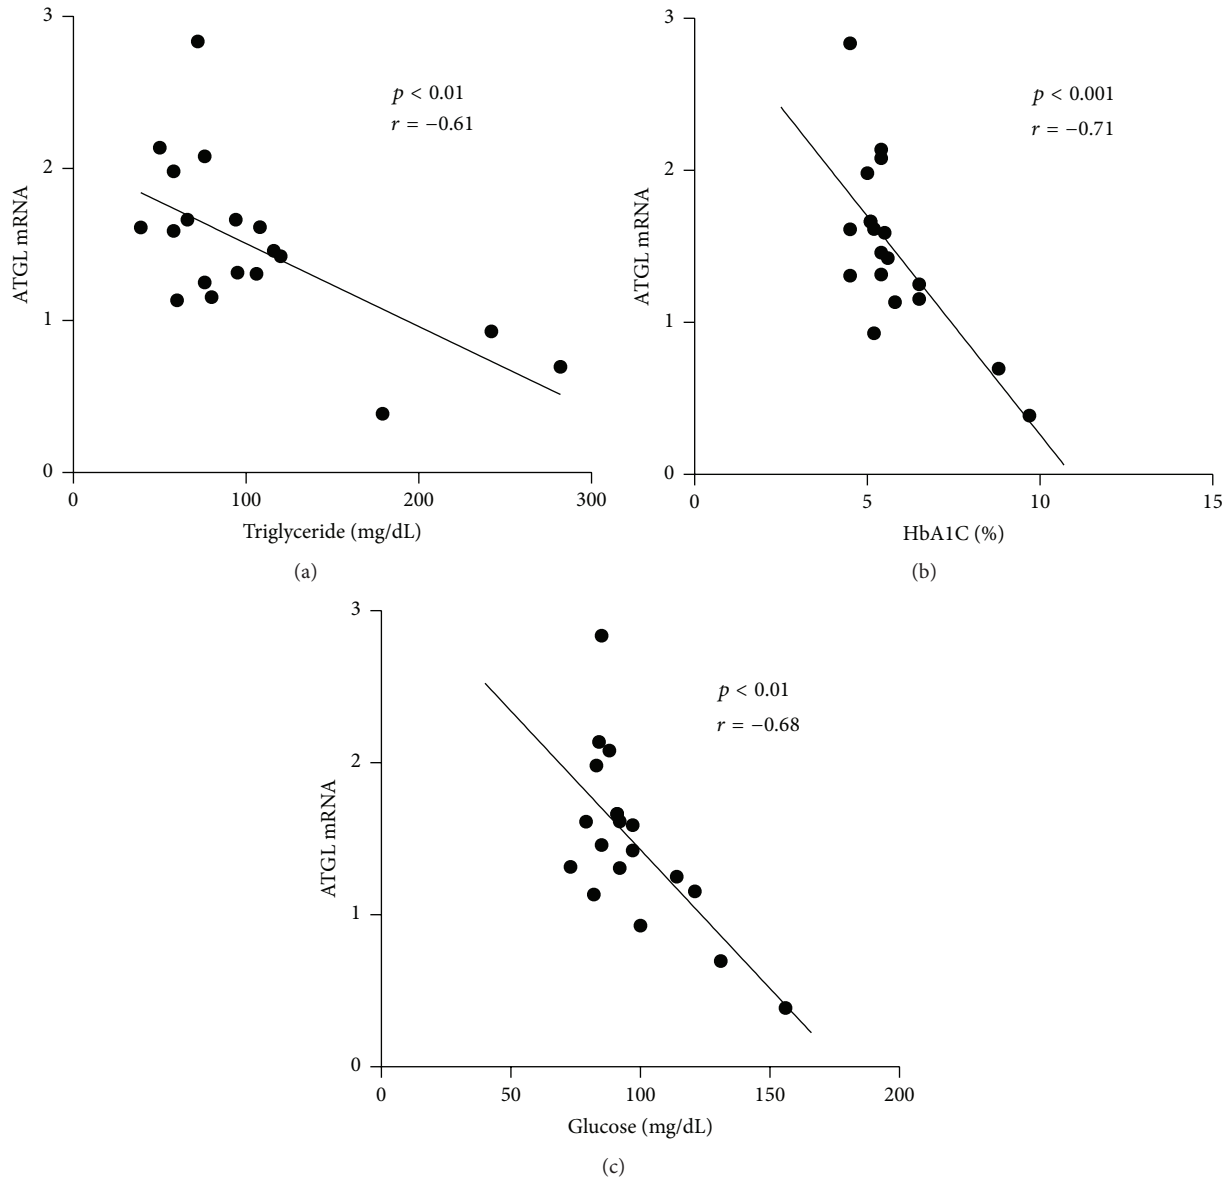 3
2
1
0
ATGL mRNA
p < 0.01
r = −0.61
0 100 200 300
Triglyceride (mg/dL)
(a)
3
2
1
0
ATGL mRNA
p < 0.001
r = −0.71
0 5 10 15
HbA1C (%)
(b)
3
2
1
0
ATGL mRNA
p < 0.01
r = −0.68
0 50 100 150 200
Glucose (mg/dL)
(c)